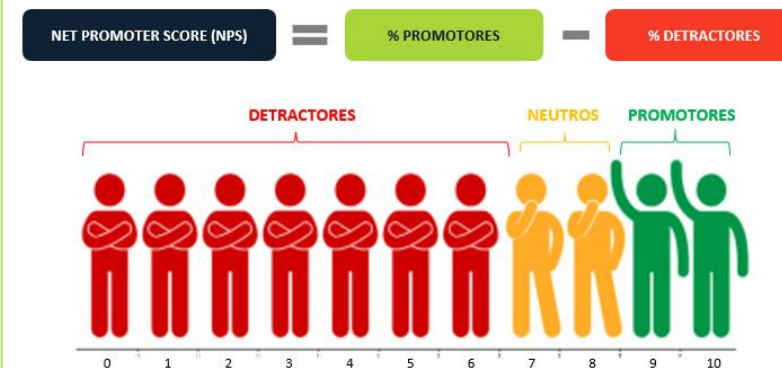 NET PROMOTER SCORE (NPS) = % PROMOTORES - % DETRACTORES
DETRACTORES NEUTROS PROMOTORES
0 1 2 3 4 5 6 7 8 9 10